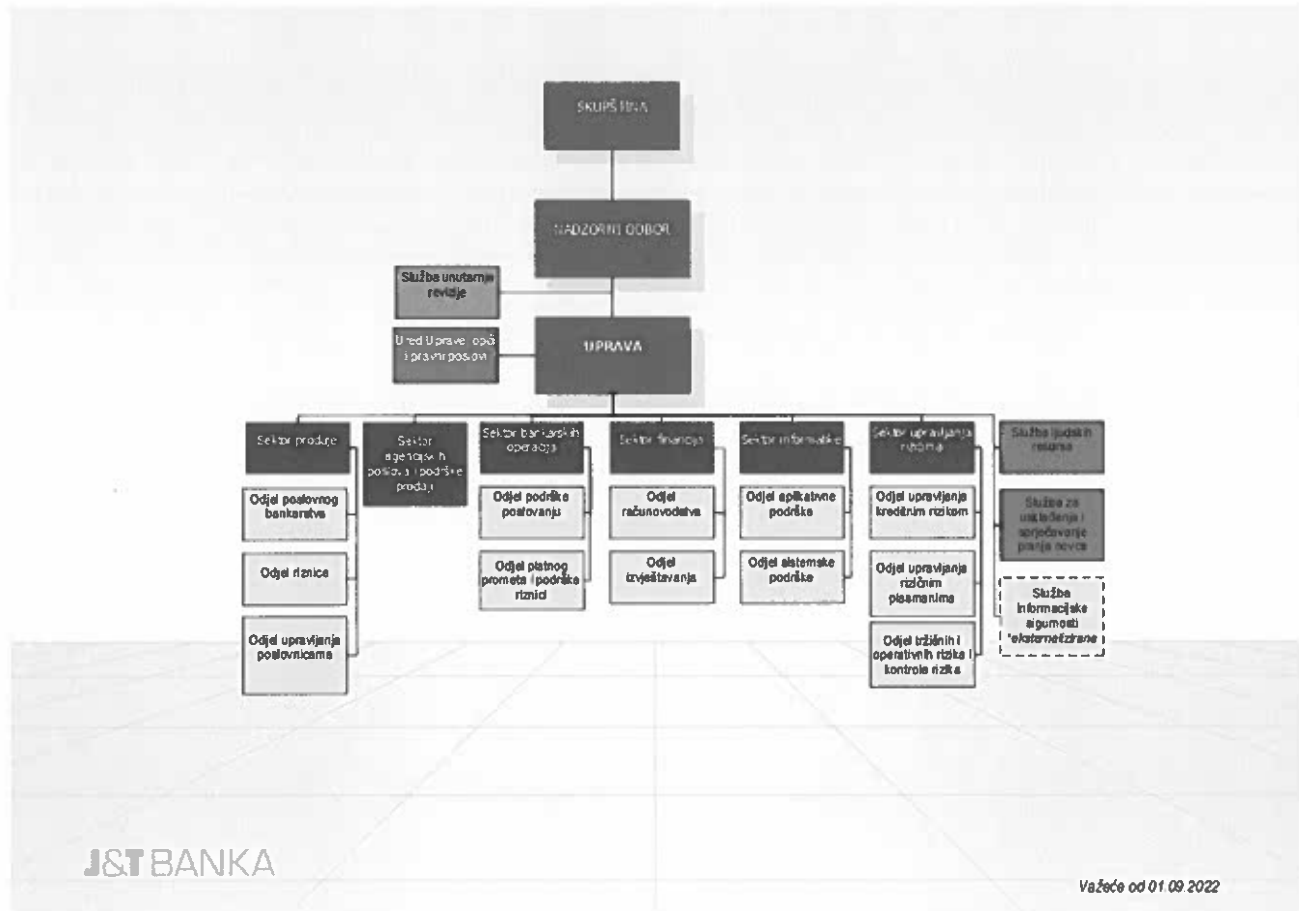 SKUPŠTINA
NADZORNI ODBOR
Služba unutarnje
revizije
Ured Uprave, opći
i pravni poslovi
UPRAVA
Sektor prodaje
Odjel poslovnog
bankarstva
Odjel riznice
Odjel upravljanja
poslovnicama
Sektor
agencijskih
poslova i podrške
prodaji
Sektor bankarskih
operacija
Odjel podrške
poslovanju
Odjel platnog
prometa i podrške
riznici
Sektor financija
Odjel
računovodstva
Odjel
izvještavanja
Sektor informatike
Odjel aplikativne
podrške
Odjel sistemske
podrške
Sektor upravljanja
rizicima
Odjel upravljanja
kreditnim rizikom
Odjel upravljanja
rizičnim
plasmanima
Odjel tržišnih i
operativnih rizika i
kontrole rizika
Služba ljudskih
resursa
Služba za
usklađenje i
sprječavanje
pranja novca
Služba
informacijske
sigurnosti
*eksternalizirana
J&T BANKA
Važeće od 01.09.2022